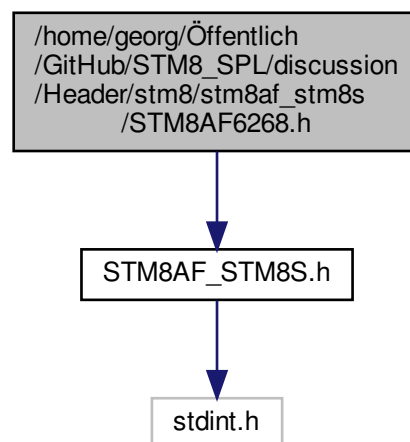 /home/georg/Öffentlich
/GitHub/STM8_SPL/discussion
/Header/stm8/stm8af_stm8s
/STM8AF6268.h
STM8AF_STM8S.h
stdint.h